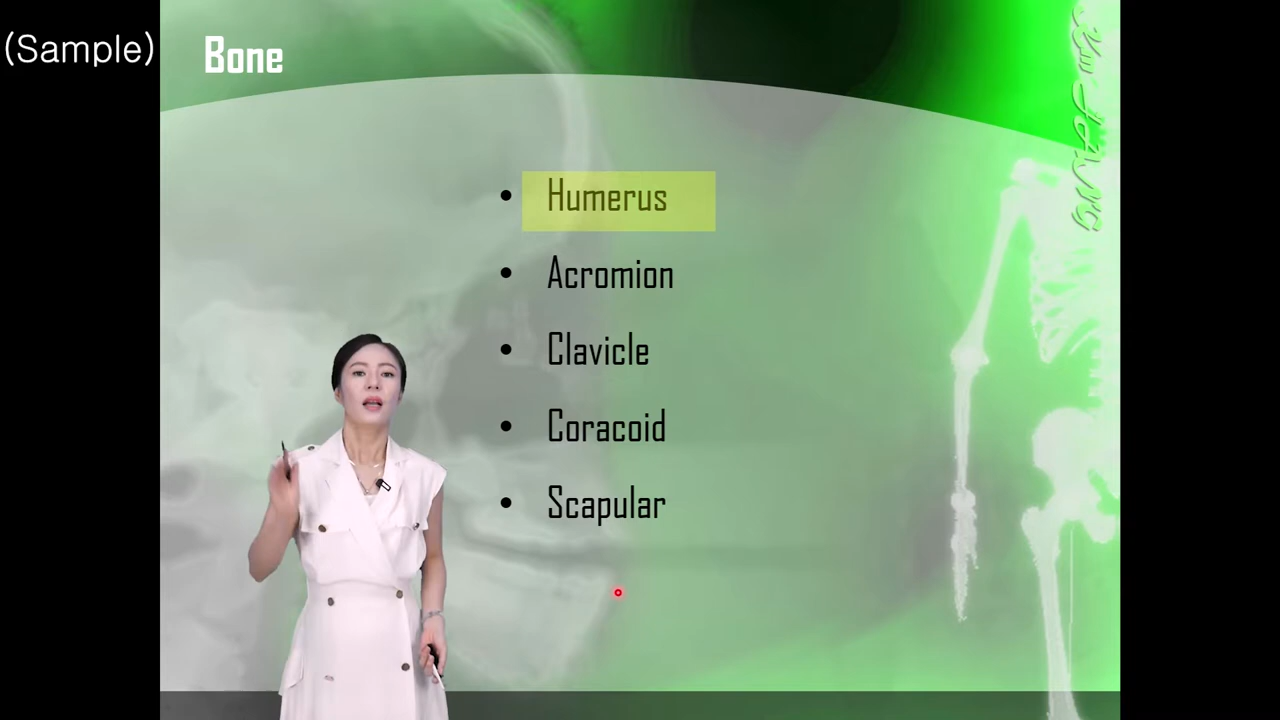 (Sample)
Bone
• Humerus
• Acromion
• Clavicle
• Coracoid
• Scapular